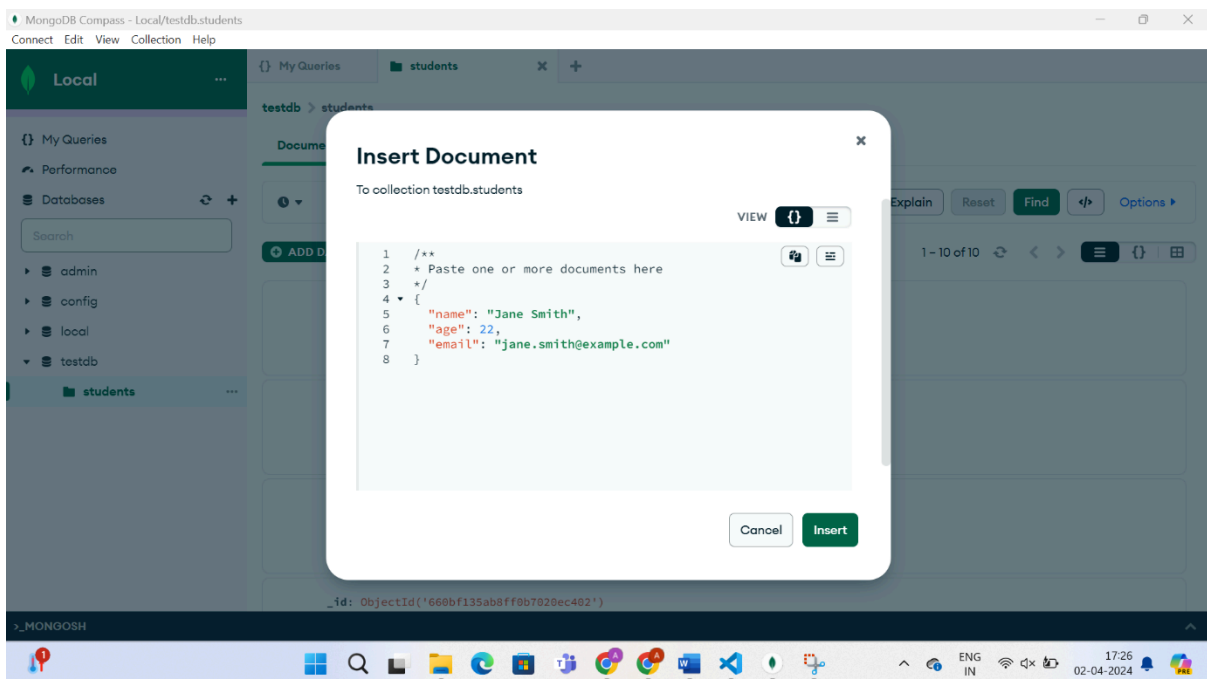 MongoDB Compass - Local/testdb.students
Connect Edit View Collection Help
Local
{} My Queries
students
testdb > students
{} My Queries
Performance
Databases
Search
admin
config
local
testdb
students
Docume
Explain
Reset
Find
</>
Options
ADD D
1 – 10 of 10
{}
Insert Document
To collection testdb.students
VIEW {}
1 /**
2 * Paste one or more documents here
3 */
4 {
5 "name": "Jane Smith",
6 "age": 22,
7 "email": "jane.smith@example.com"
8 }
Cancel
Insert
_id: ObjectId('660bf135ab8ff0b7020ec402')
>_MONGOSH
1
ENG
IN
17:26
02-04-2024
PRE